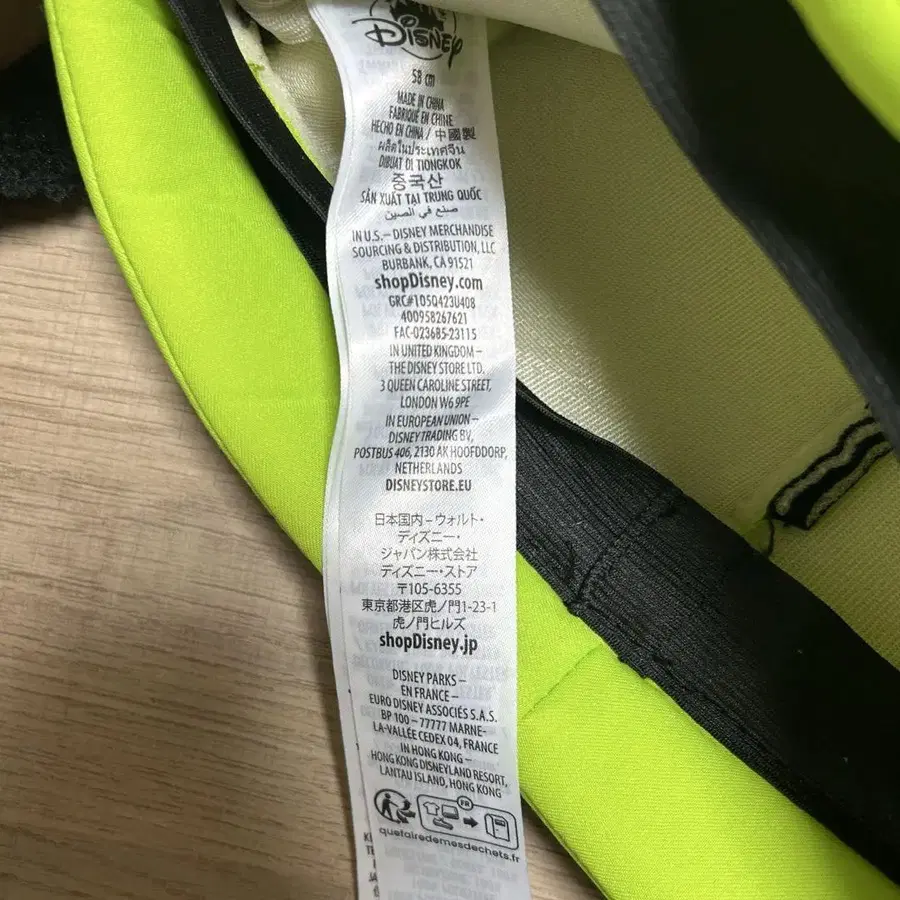 Disney
58 cm
MADE IN CHINA
FABRIQUÉ EN CHINE
HECHO EN CHINA / 中國製
ผลิตในประเทศจีน
DIBUAT DI TIONGKOK
중국산
SẢN XUẤT TẠI TRUNG QUỐC
صنع في الصين
IN U.S.– DISNEY MERCHANDISE
SOURCING & DISTRIBUTION, LLC
BURBANK, CA 91521
shopDisney.com
GRC#105Q423U408
400958267621
FAC-023685-23115
IN UNITED KINGDOM –
THE DISNEY STORE LTD.
3 QUEEN CAROLINE STREET,
LONDON W6 9PE
IN EUROPEAN UNION –
DISNEY TRADING BV,
POSTBUS 406, 2130 AK HOOFDDORP,
NETHERLANDS
DISNEYSTORE.EU
日本国内 – ウォルト・
ディズニー・
ジャパン株式会社
ディズニー・ストア
〒105-6355
東京都港区虎ノ門1-23-1
虎ノ門ヒルズ
shopDisney.jp
DISNEY PARKS –
EN FRANCE –
EURO DISNEY ASSOCIÉS S.A.S.
BP 100 – 77777 MARNE-
LA-VALLÉE CEDEX 04, FRANCE
IN HONG KONG –
HONG KONG DISNEYLAND RESORT,
LANTAU ISLAND, HONG KONG
FR
quefairedemesdechets.fr